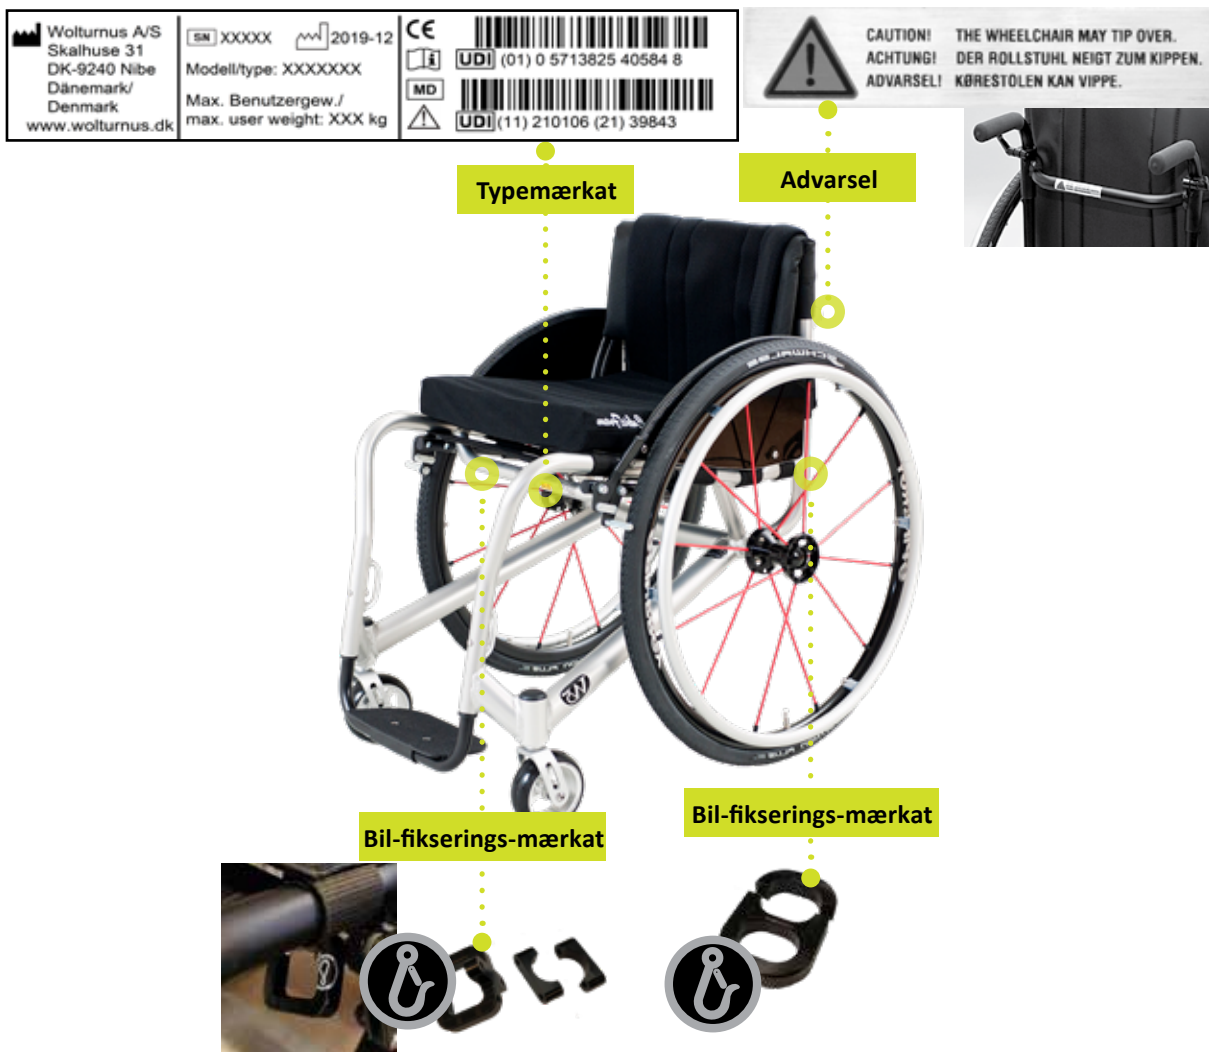 Wolturnus A/S
Skalhuse 31
DK-9240 Nibe
Dänemark/
Denmark
www.wolturnus.dk
SN XXXXX 2019-12
Modell/type: XXXXXXX
Max. Benutzergew./
max. user weight: XXX kg
CE
UDI (01) 0 5713825 40584 8
MD
UDI (11) 210106 (21) 39843
CAUTION! THE WHEELCHAIR MAY TIP OVER.
ACHTUNG! DER ROLLSTUHL NEIGT ZUM KIPPEN.
ADVARSEL! KØRESTOLEN KAN VIPPE.
Typemærkat
Advarsel
Bil-fikserings-mærkat
Bil-fikserings-mærkat